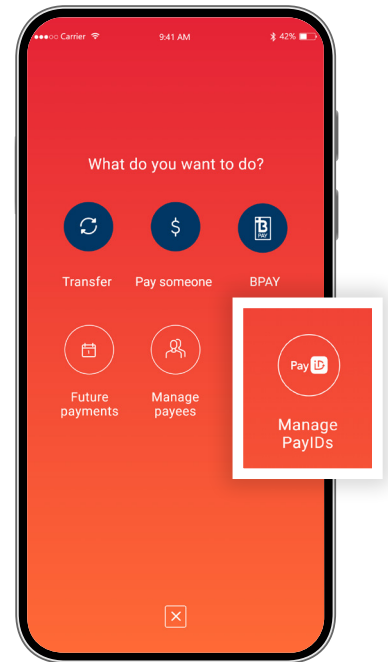 Carrier
9:41 AM
42%
What do you want to do?
Transfer
Pay someone
BPAY
B
PAY
Future
payments
Manage
payees
Pay iD
Manage
PayIDs